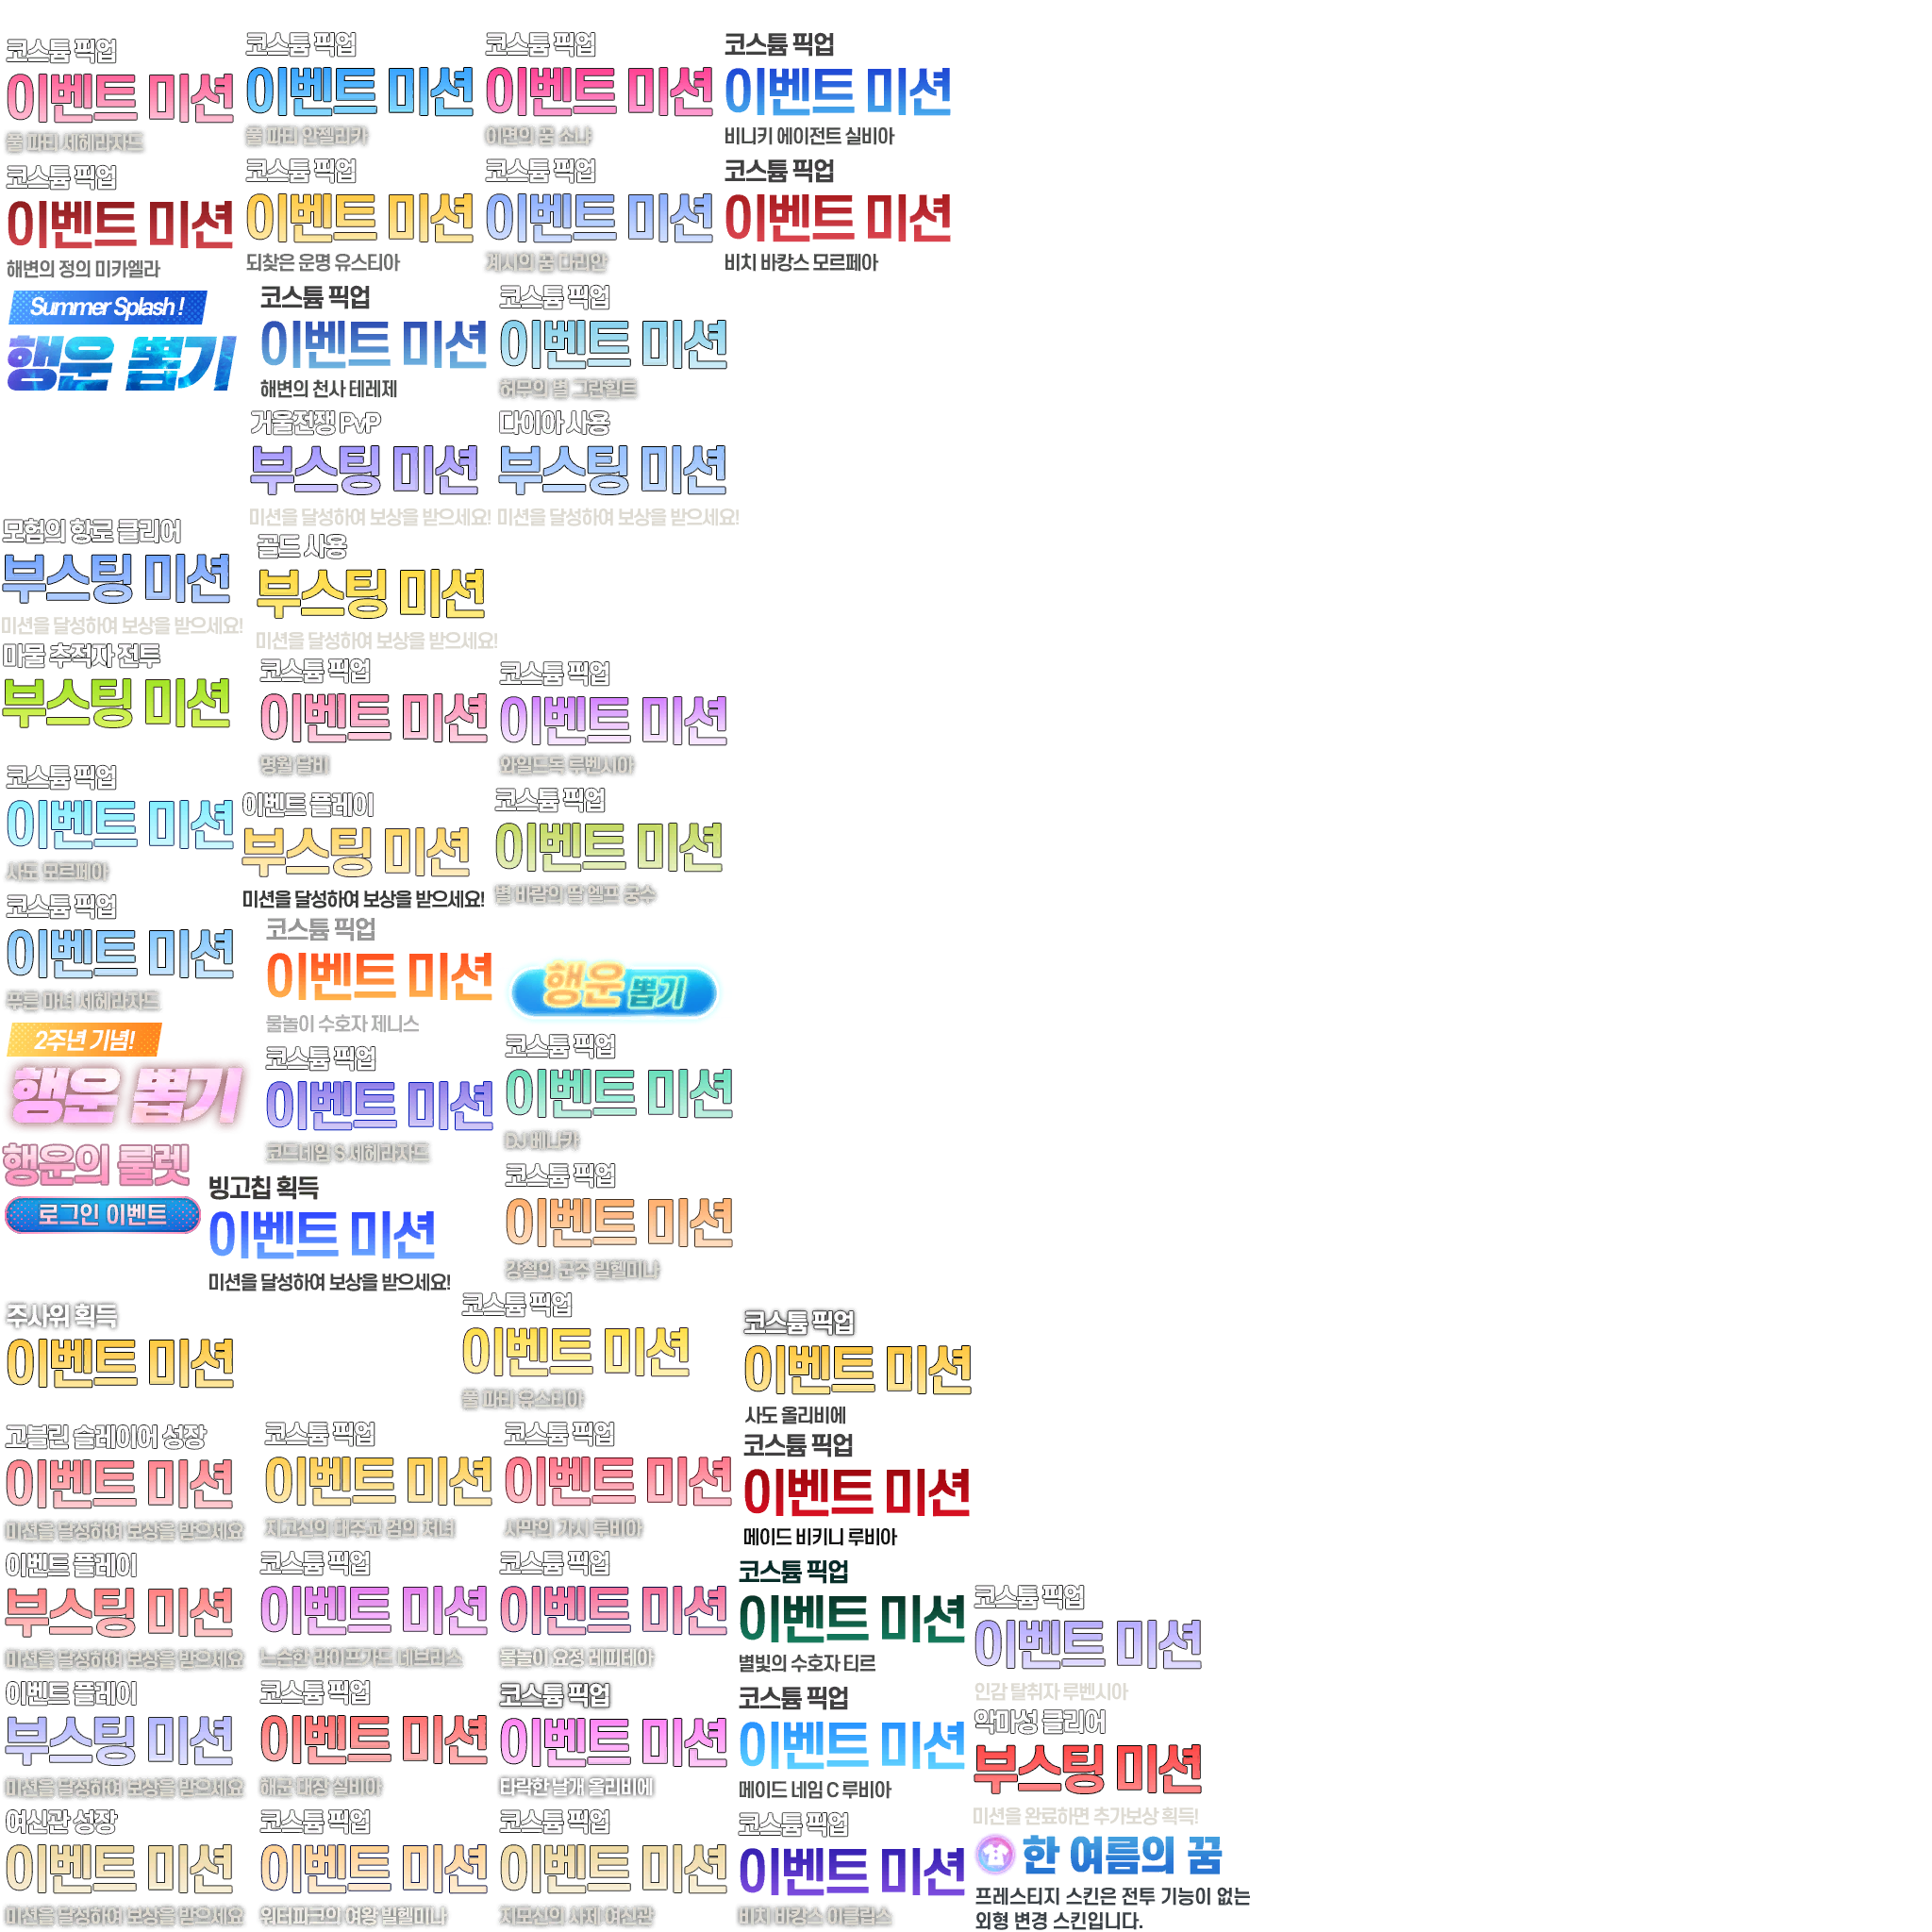 코스튬 픽업
이벤트 미션
풀 파티 세헤라자드
코스튬 픽업
이벤트 미션
풀 파티 안젤리카
코스튬 픽업
이벤트 미션
이면의 꿈 소냐
코스튬 픽업
이벤트 미션
비니키 에이전트 실비아
코스튬 픽업
이벤트 미션
해변의 정의 미카엘라
코스튬 픽업
이벤트 미션
되찾은 운명 유스티아
코스튬 픽업
이벤트 미션
계시의 꿈 다리안
코스튬 픽업
이벤트 미션
비치 바캉스 모르페아
Summer Splash !
행운 뽑기
코스튬 픽업
이벤트 미션
해변의 천사 테레제
코스튬 픽업
이벤트 미션
허무의 별 그란힐트
거울전쟁 PvP
부스팅 미션
미션을 달성하여 보상을 받으세요!
다이아 사용
부스팅 미션
미션을 달성하여 보상을 받으세요!
모험의 항로 클리어
부스팅 미션
미션을 달성하여 보상을 받으세요!
골드 사용
부스팅 미션
미션을 달성하여 보상을 받으세요!
마물 추적자 전투
부스팅 미션
코스튬 픽업
이벤트 미션
명월 달비
코스튬 픽업
이벤트 미션
와일드독 루벤시아
코스튬 픽업
이벤트 미션
사도 모르페아
이벤트 플레이
부스팅 미션
미션을 달성하여 보상을 받으세요!
코스튬 픽업
이벤트 미션
별 바람의 딸 엘프 궁수
코스튬 픽업
이벤트 미션
푸른 마녀 세헤라자드
코스튬 픽업
이벤트 미션
물놀이 수호자 제니스
행운 뽑기
2주년 기념!
행운 뽑기
코스튬 픽업
이벤트 미션
코드네임 S 세헤라자드
코스튬 픽업
이벤트 미션
DJ 베나카
행운의 룰렛
로그인 이벤트
빙고칩 획득
이벤트 미션
미션을 달성하여 보상을 받으세요!
코스튬 픽업
이벤트 미션
강철의 군주 빌헬미나
주사위 획득
이벤트 미션
코스튬 픽업
이벤트 미션
풀 파티 유스티아
코스튬 픽업
이벤트 미션
사도 올리비에
고블린 슬레이어 성장
이벤트 미션
미션을 달성하여 보상을 받으세요
코스튬 픽업
이벤트 미션
지고신의 대주교 검의 처녀
코스튬 픽업
이벤트 미션
사막의 가시 루비아
코스튬 픽업
이벤트 미션
메이드 비키니 루비아
이벤트 플레이
부스팅 미션
미션을 달성하여 보상을 받으세요
코스튬 픽업
이벤트 미션
느슨한 라이프가드 네브리스
코스튬 픽업
이벤트 미션
물놀이 요정 레피테아
코스튬 픽업
이벤트 미션
별빛의 수호자 티르
코스튬 픽업
이벤트 미션
인감 탈취자 루벤시아
이벤트 플레이
부스팅 미션
미션을 달성하여 보상을 받으세요
코스튬 픽업
이벤트 미션
해군 대장 실비아
코스튬 픽업
이벤트 미션
타락한 날개 올리비에
코스튬 픽업
이벤트 미션
메이드 네임 C 루비아
악마성 클리어
부스팅 미션
미션을 완료하면 추가보상 획득!
여신관 성장
이벤트 미션
미션을 달성하여 보상을 받으세요
코스튬 픽업
이벤트 미션
워터파크의 여왕 빌헬미나
코스튬 픽업
이벤트 미션
지모신의 사제 여신관
코스튬 픽업
이벤트 미션
비치 바캉스 이클립스
한 여름의 꿈
프레스티지 스킨은 전투 기능이 없는
외형 변경 스킨입니다.